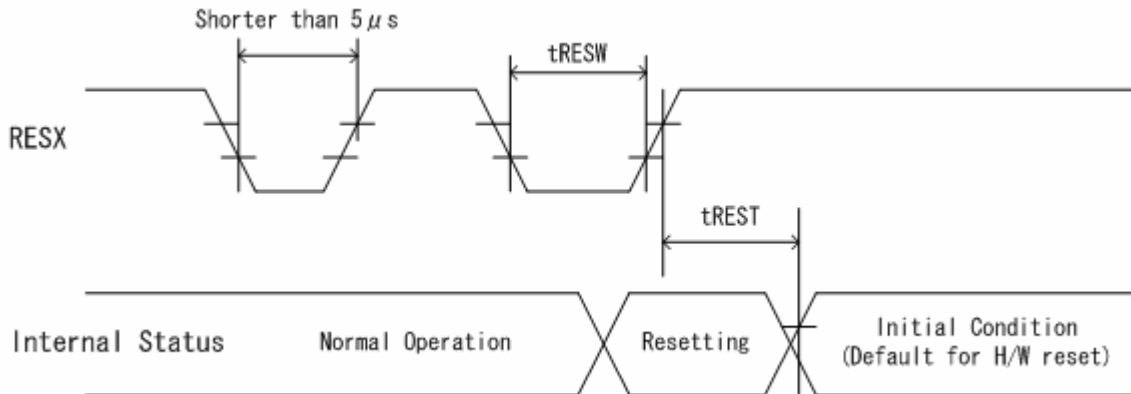 Shorter than 5μs
tRESW
RESX
tREST
Internal Status
Normal Operation
Resetting
Initial Condition
(Default for H/W reset)